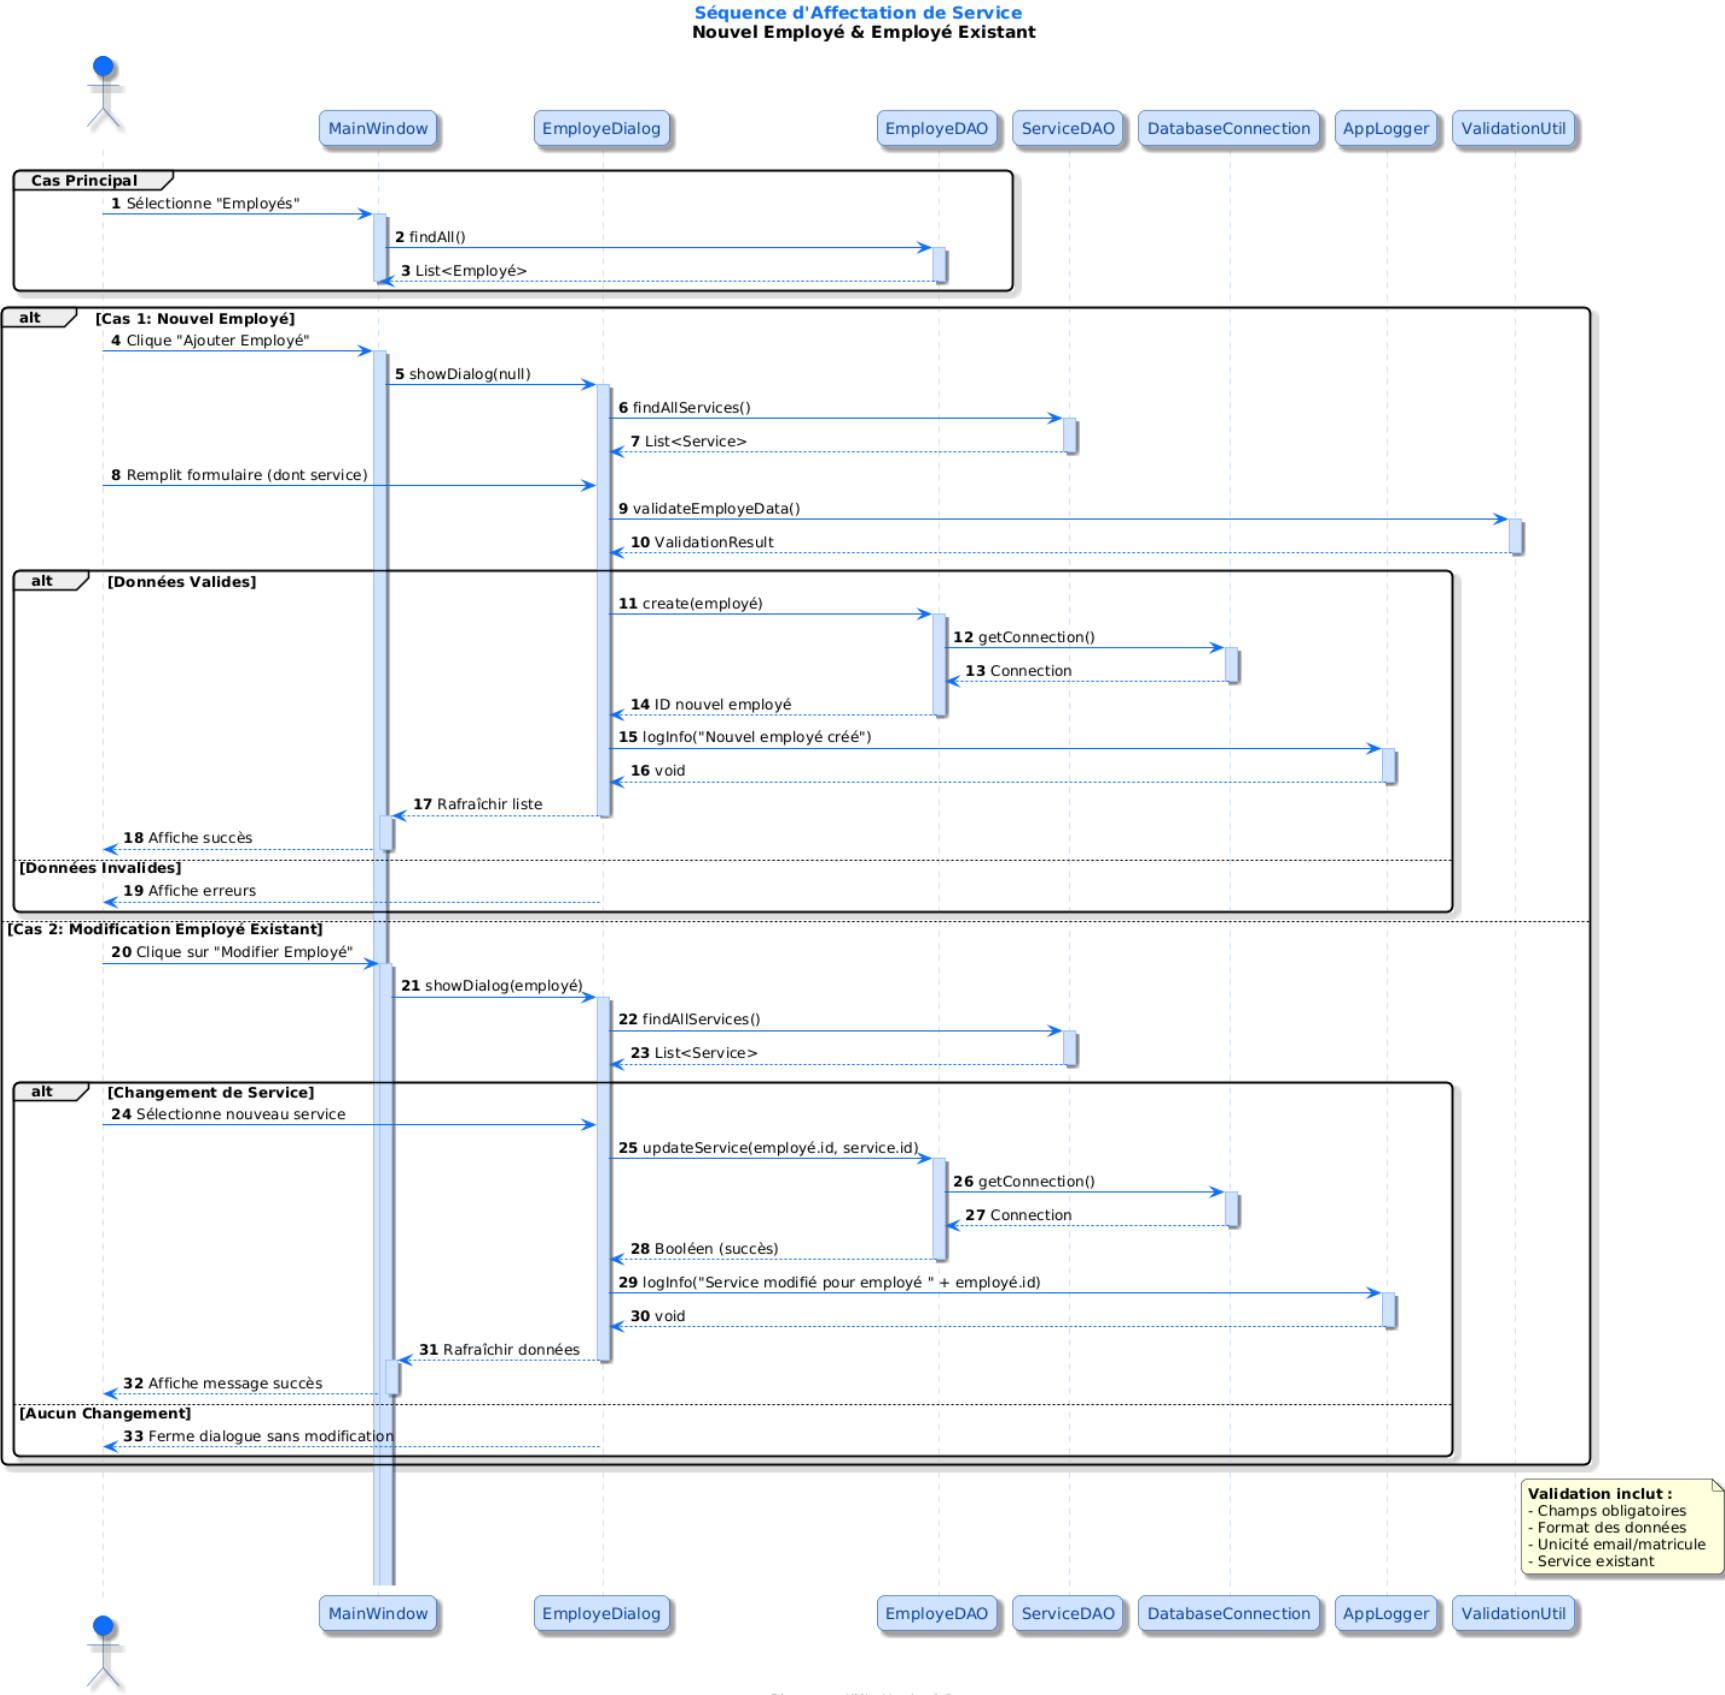 Séquence d'Affectation de Service
Nouvel Employé & Employé Existant
MainWindow EmployeDialog EmployeDAO ServiceDAO DatabaseConnection AppLogger ValidationUtil
Cas Principal
1 Sélectionne "Employés"
2 findAll()
3 List<Employé>
alt [Cas 1: Nouvel Employé]
4 Clique "Ajouter Employé"
5 showDialog(null)
6 findAllServices()
7 List<Service>
8 Remplit formulaire (dont service)
9 validateEmployeData()
10 ValidationResult
alt [Données Valides]
11 create(employé)
12 getConnection()
13 Connection
14 ID nouvel employé
15 logInfo("Nouvel employé créé")
16 void
17 Rafraîchir liste
18 Affiche succès
[Données Invalides]
19 Affiche erreurs
[Cas 2: Modification Employé Existant]
20 Clique sur "Modifier Employé"
21 showDialog(employé)
22 findAllServices()
23 List<Service>
alt [Changement de Service]
24 Sélectionne nouveau service
25 updateService(employé.id, service.id)
26 getConnection()
27 Connection
28 Booléen (succès)
29 logInfo("Service modifié pour employé " + employé.id)
30 void
31 Rafraîchir données
32 Affiche message succès
[Aucun Changement]
33 Ferme dialogue sans modification
Validation inclut :
- Champs obligatoires
- Format des données
- Unicité email/matricule
- Service existant
MainWindow EmployeDialog EmployeDAO ServiceDAO DatabaseConnection AppLogger ValidationUtil